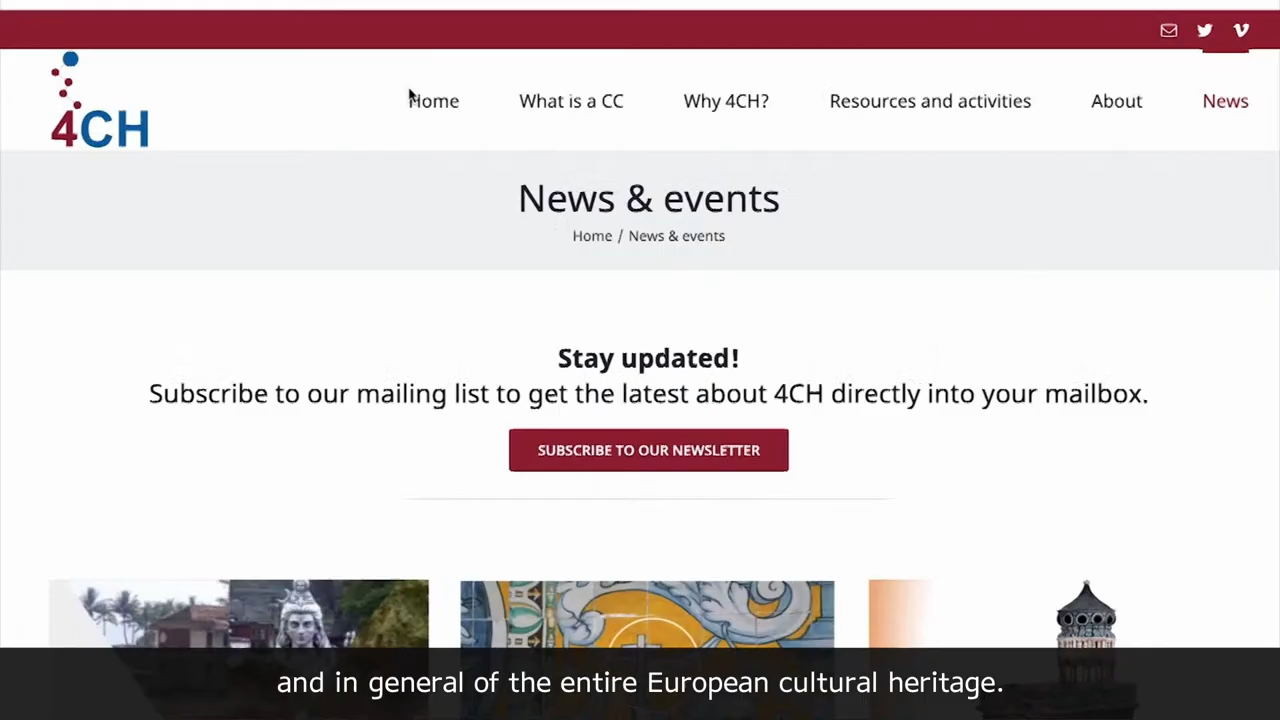 4CH
Home
What is a CC
Why 4CH?
Resources and activities
About
News
News & events
Home / News & events
Stay updated!
Subscribe to our mailing list to get the latest about 4CH directly into your mailbox.
SUBSCRIBE TO OUR NEWSLETTER
and in general of the entire European cultural heritage.